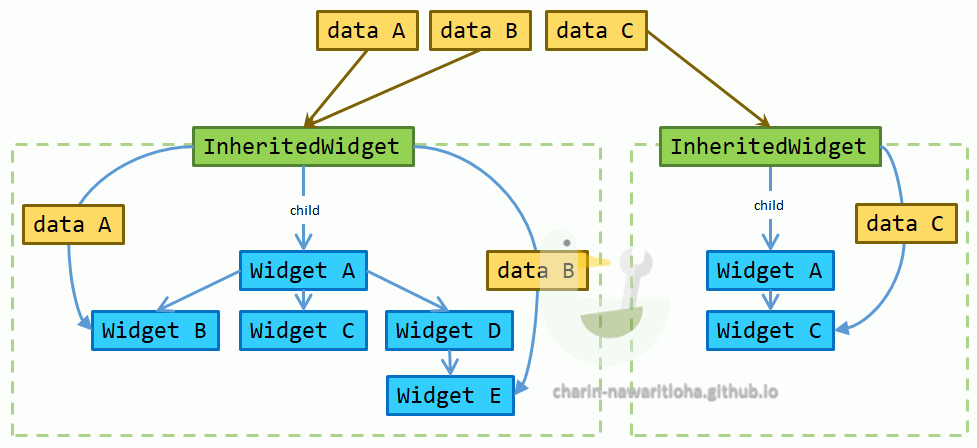 data A
data B
data C
InheritedWidget
InheritedWidget
data A
child
child
data C
Widget A
data B
Widget A
Widget B
Widget C
Widget D
Widget C
Widget E
charin-nawaritloha.github.io